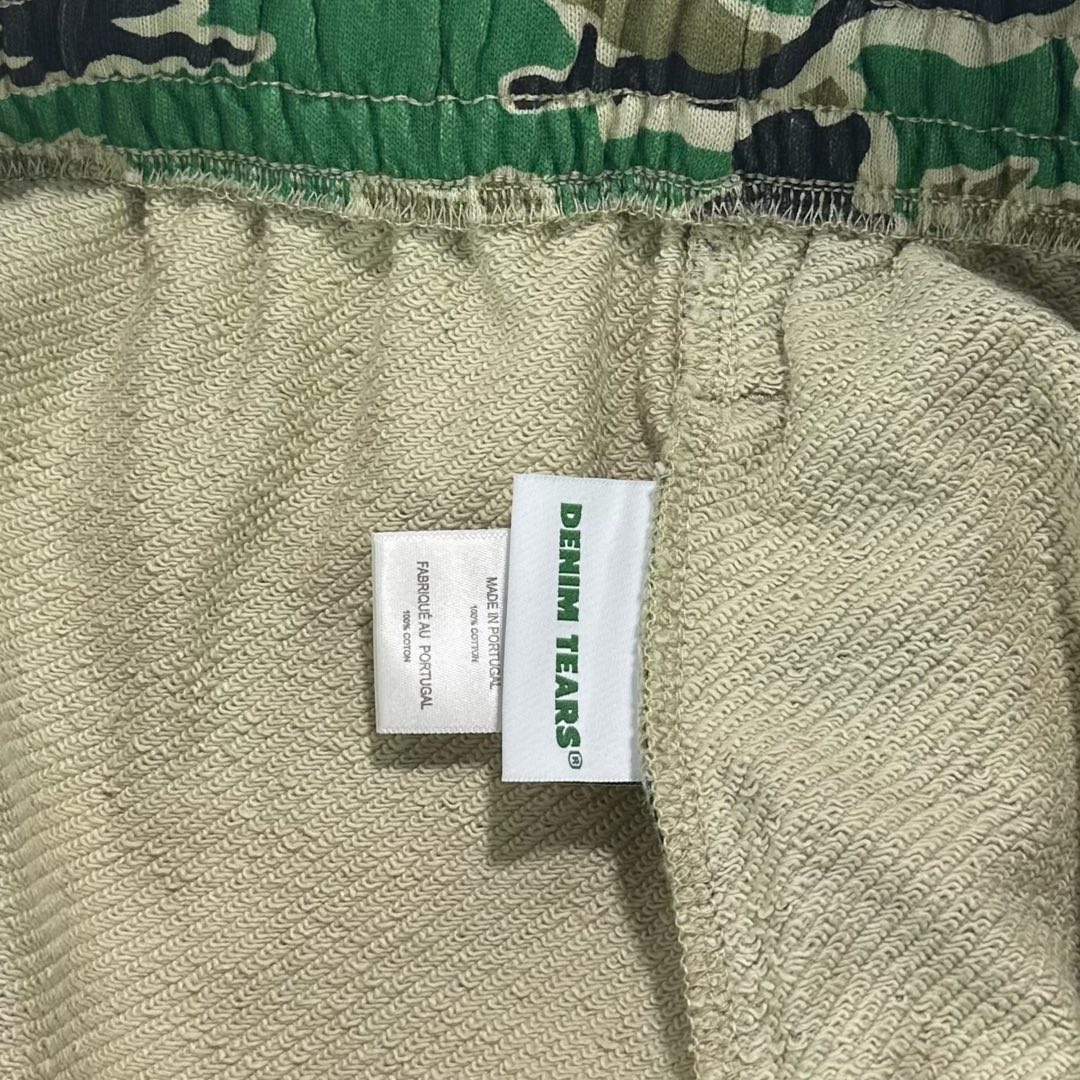 DENIM TEARS®
MADE IN PORTUGAL
100% COTTON
FABRIQUÉ AU PORTUGAL
100% COTON